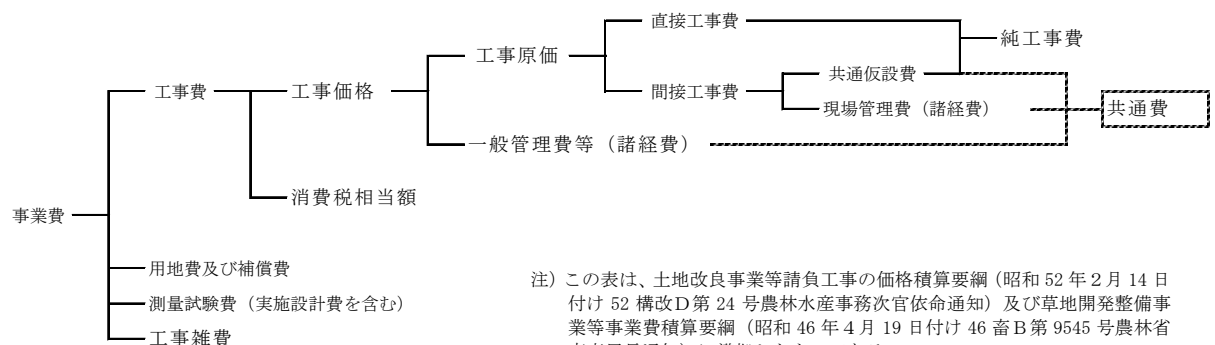 直接工事費
純工事費
工事原価
共通仮設費
工事費
工事価格
間接工事費
現場管理費（諸経費）
共通費
一般管理費等（諸経費）
消費税相当額
事業費
用地費及び補償費
測量試験費（実施設計費を含む）
工事雑費
注）この表は、土地改良事業等請負工事の価格積算要綱（昭和 52 年２月 14 日
付け 52 構改Ｄ第 24 号農林水産事務次官依命通知）及び草地開発整備事
業等事業費積算要綱（昭和 46 年４月 19 日付け 46 畜Ｂ第 9545 号農林省